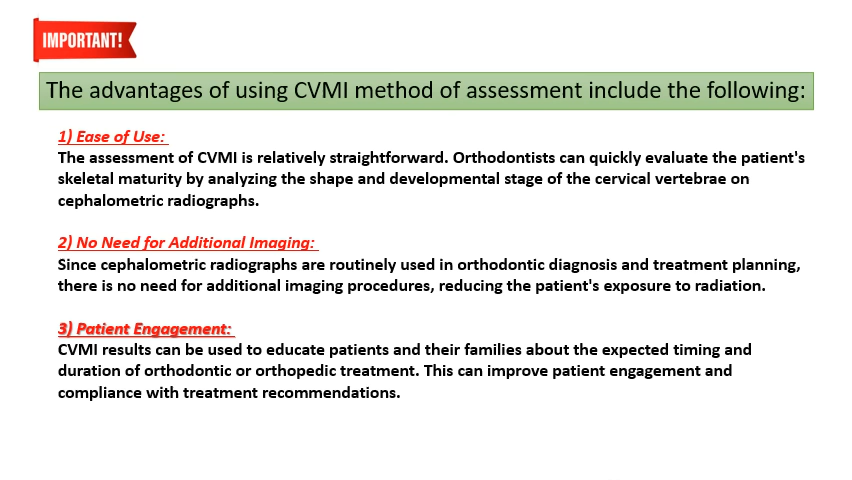 IMPORTANT!
The advantages of using CVMI method of assessment include the following:
1) Ease of Use:
The assessment of CVMI is relatively straightforward. Orthodontists can quickly evaluate the patient's
skeletal maturity by analyzing the shape and developmental stage of the cervical vertebrae on
cephalometric radiographs.
2) No Need for Additional Imaging:
Since cephalometric radiographs are routinely used in orthodontic diagnosis and treatment planning,
there is no need for additional imaging procedures, reducing the patient's exposure to radiation.
3) Patient Engagement:
CVMI results can be used to educate patients and their families about the expected timing and
duration of orthodontic or orthopedic treatment. This can improve patient engagement and
compliance with treatment recommendations.